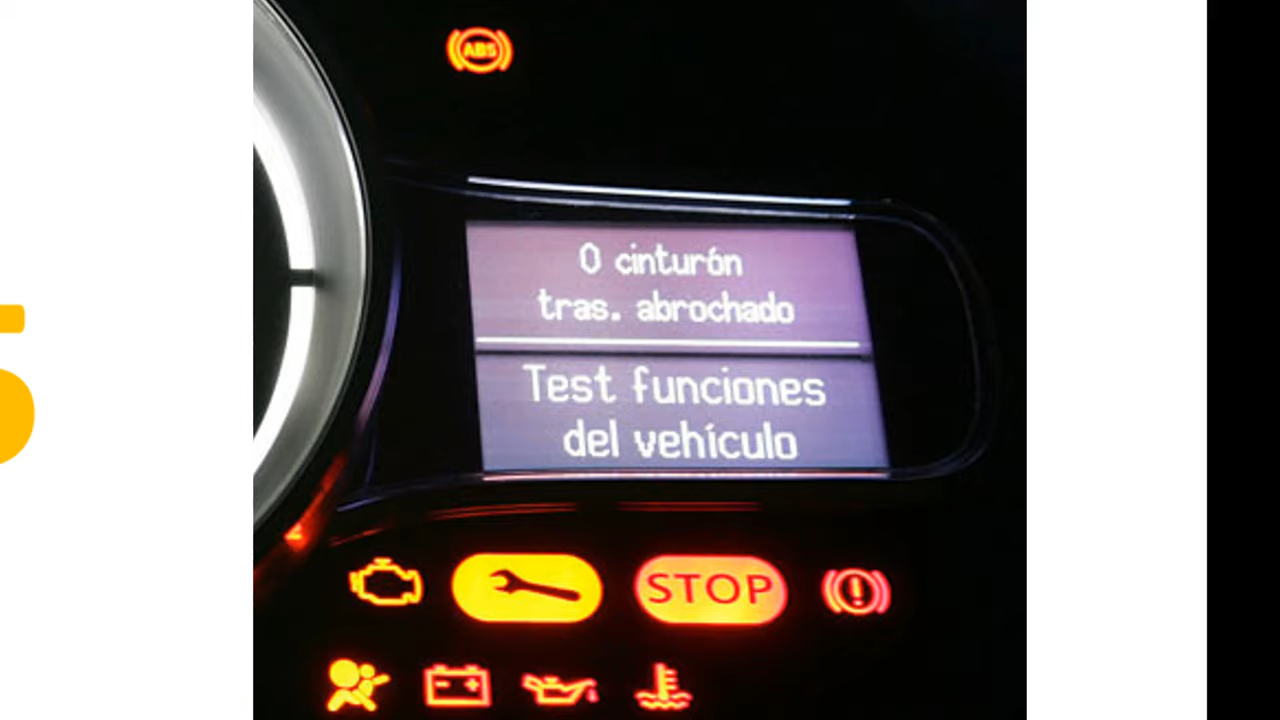 ABS
0 cinturón
tras. abrochado
Test funciones
del vehículo
STOP